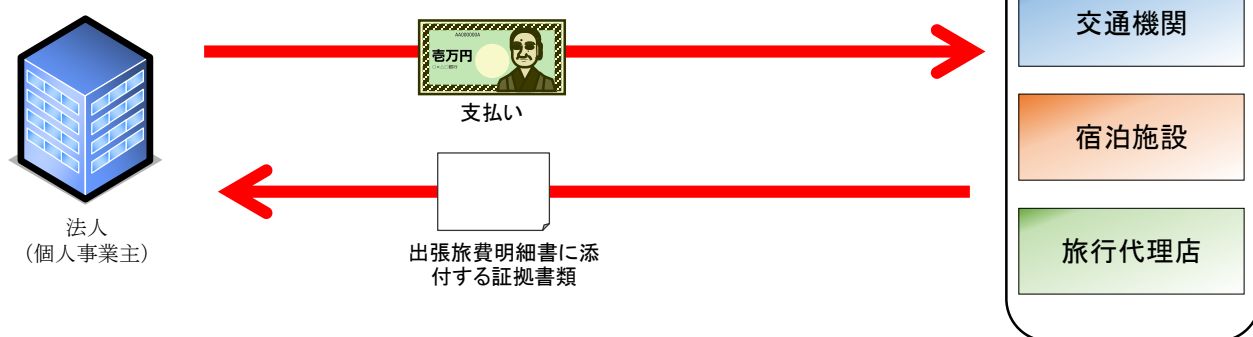 AA000000A
壱万円
支払い
出張旅費明細書に添
付する証拠書類
法人
（個人事業主）
交通機関
宿泊施設
旅行代理店